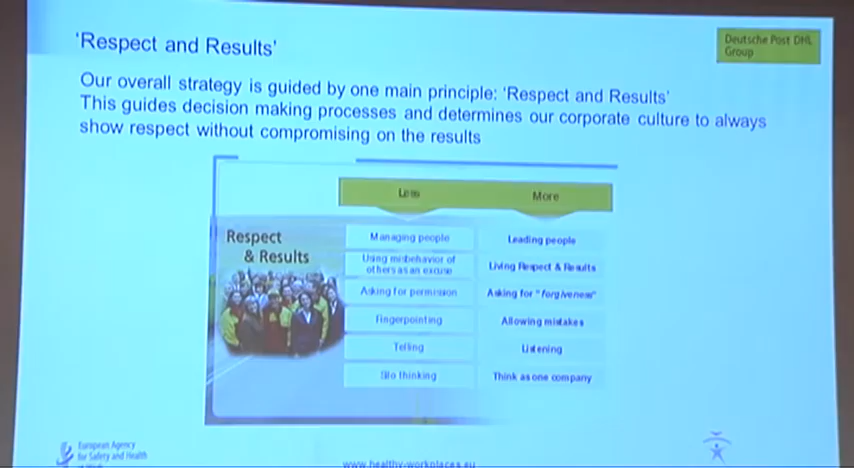 'Respect and Results'
Deutsche Post DHL
Group
Our overall strategy is guided by one main principle: 'Respect and Results'
This guides decision making processes and determines our corporate culture to always
show respect without compromising on the results
Less
More
Respect
& Results
Managing people
Leading people
Using misbehavior of
others as an excuse
Living Respect & Results
Asking for permission
Asking for "forgiveness"
Fingerpointing
Allowing mistakes
Telling
Listening
Silo thinking
Think as one company
European Agency
for Safety and Health
www.healthy-workplaces.eu